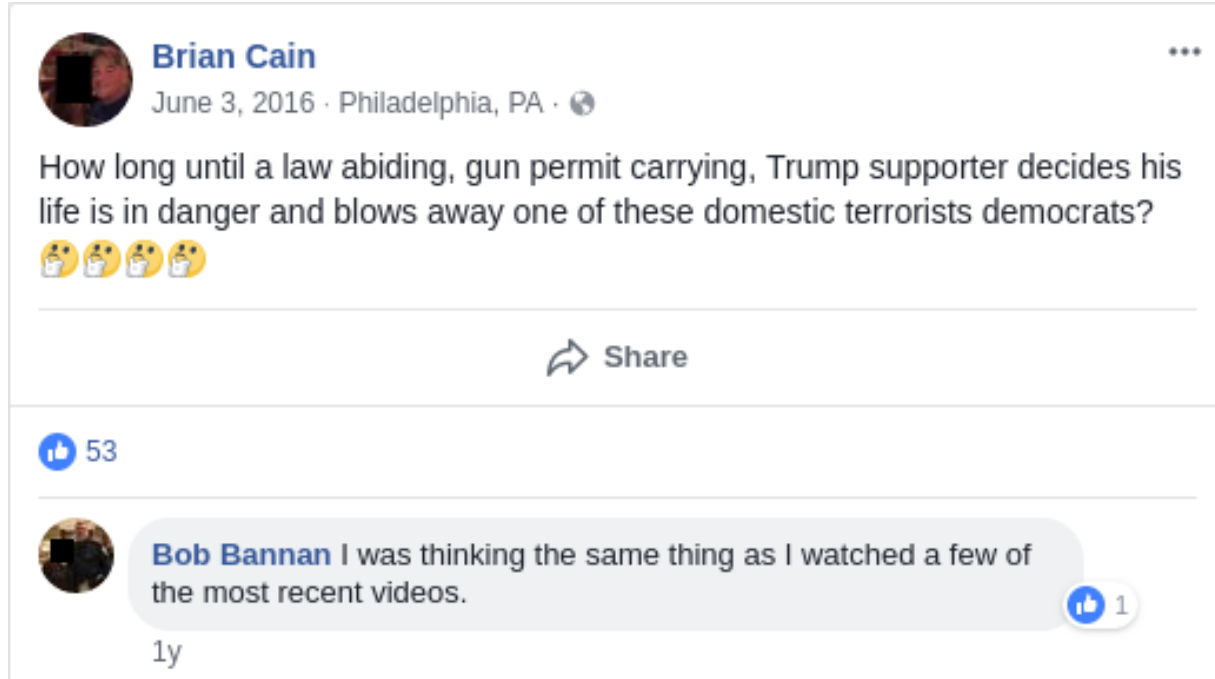 Brian Cain
June 3, 2016 · Philadelphia, PA ·
How long until a law abiding, gun permit carrying, Trump supporter decides his
life is in danger and blows away one of these domestic terrorists democrats?
🤔🤔🤔🤔
Share
53
Bob Bannan I was thinking the same thing as I watched a few of
the most recent videos.
1
1y